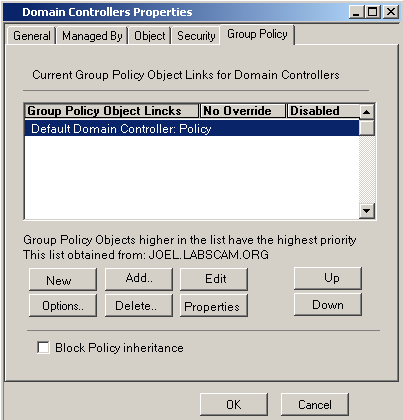 Domain Controllers Properties
General Managed By Object Security Group Policy
Current Group Policy Object Links for Domain Controllers
Group Policy Object Lincks No Override Disabled
Default Domain Controller: Policy
Group Policy Objects higher in the list have the highest priority
This list obtained from: JOEL.LABSCAM.ORG
New Add.. Edit Up
Options.. Delete.. Properties Down
Block Policy inheritance
OK Cancel